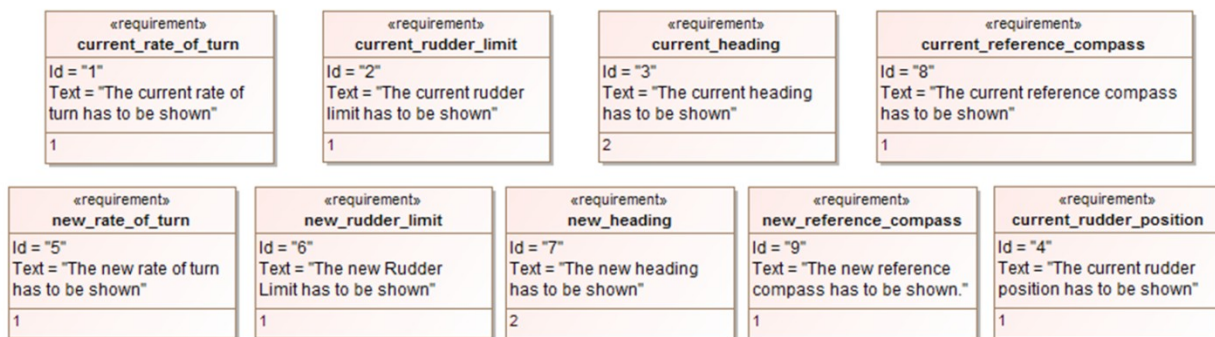 «requirement»
current_rate_of_turn
Id = "1"
Text = "The current rate of
turn has to be shown"
1
«requirement»
current_rudder_limit
Id = "2"
Text = "The current rudder
limit has to be shown"
1
«requirement»
current_heading
Id = "3"
Text = "The current heading
has to be shown"
2
«requirement»
current_reference_compass
Id = "8"
Text = "The current reference compass
has to be shown"
1
«requirement»
new_rate_of_turn
Id = "5"
Text = "The new rate of turn
has to be shown"
1
«requirement»
new_rudder_limit
Id = "6"
Text = "The new Rudder
Limit has to be shown"
1
«requirement»
new_heading
Id = "7"
Text = "The new heading
has to be shown"
2
«requirement»
new_reference_compass
Id = "9"
Text = "The new reference
compass has to be shown."
1
«requirement»
current_rudder_position
Id = "4"
Text = "The current rudder
position has to be shown"
1